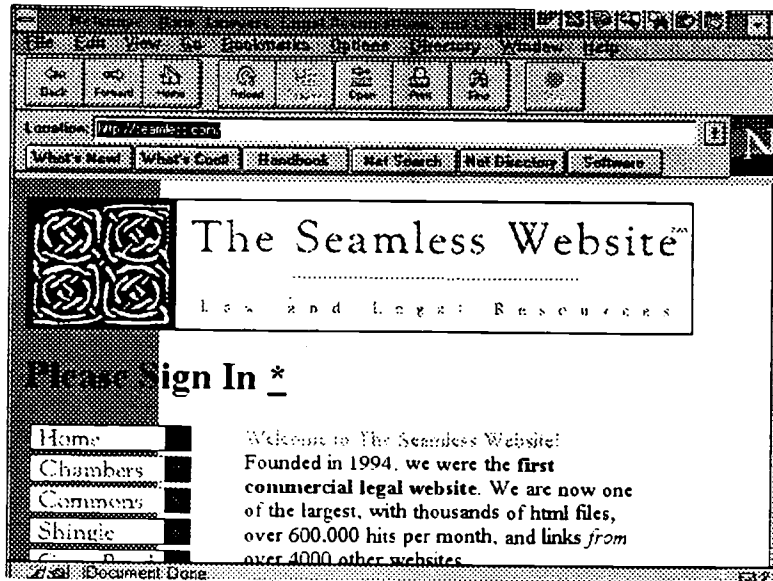 File Edit View Go Bookmarks Options Directory Window Help
Back Forward Home Reload Open Print Find
Location: http://seamless.com/
What's New! What's Cool! Handbook Net Search Net Directory Software
N
The Seamless Website™
Law and Legal Resources
Please Sign In *
Home
Chambers
Commons
Shingle
Welcome to The Seamless Website!
Founded in 1994, we were the first
commercial legal website. We are now one
of the largest, with thousands of html files,
over 600,000 hits per month, and links from
over 4000 other websites
Document Done